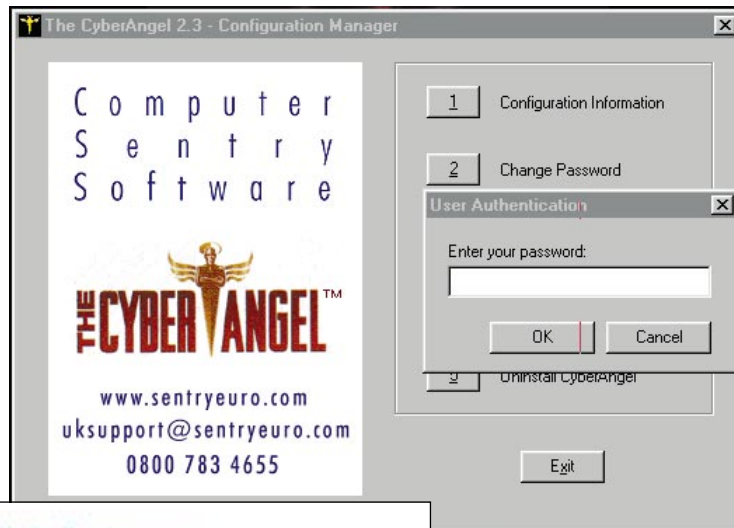 The CyberAngel 2.3 - Configuration Manager
Computer
Sentry
Software
THE CYBER ANGEL™
www.sentryeuro.com
uksupport@sentryeuro.com
0800 783 4655
1 Configuration Information
2 Change Password
User Authentication
Enter your password:
OK Cancel
5 Uninstall CyberAngel
Exit